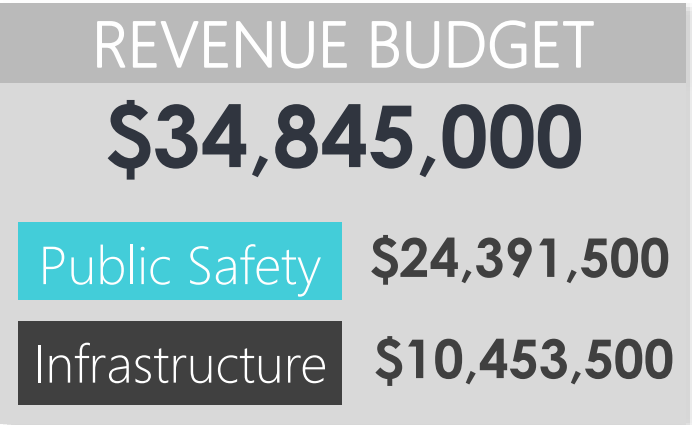 REVENUE BUDGET
$34,845,000
Public Safety $24,391,500
Infrastructure $10,453,500